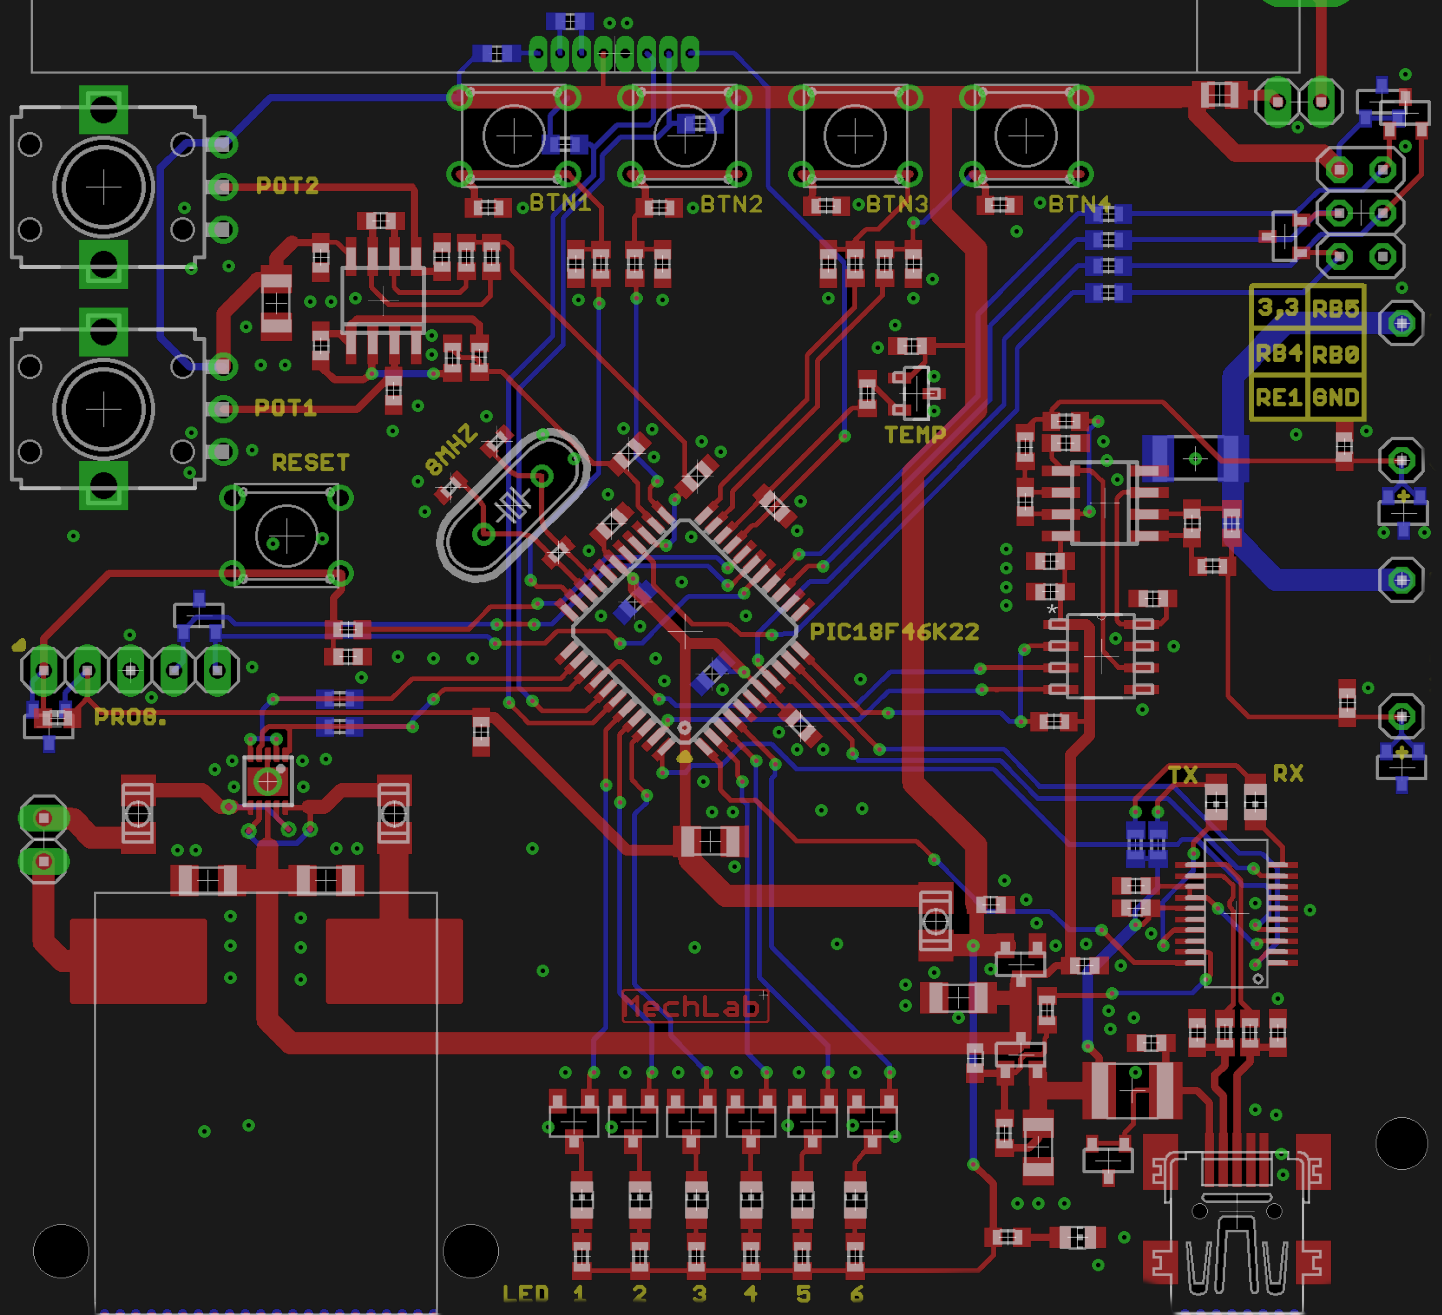 POT2
BTN1
BTN2
BTN3
BTN4
3,3 RB5
RB4 RB0
RE1 GND
POT1
8MHZ
TEMP
RESET
+
*
PIC18F46K22
PROG.
+
TX
RX
MechLab
LED 1 2 3 4 5 6